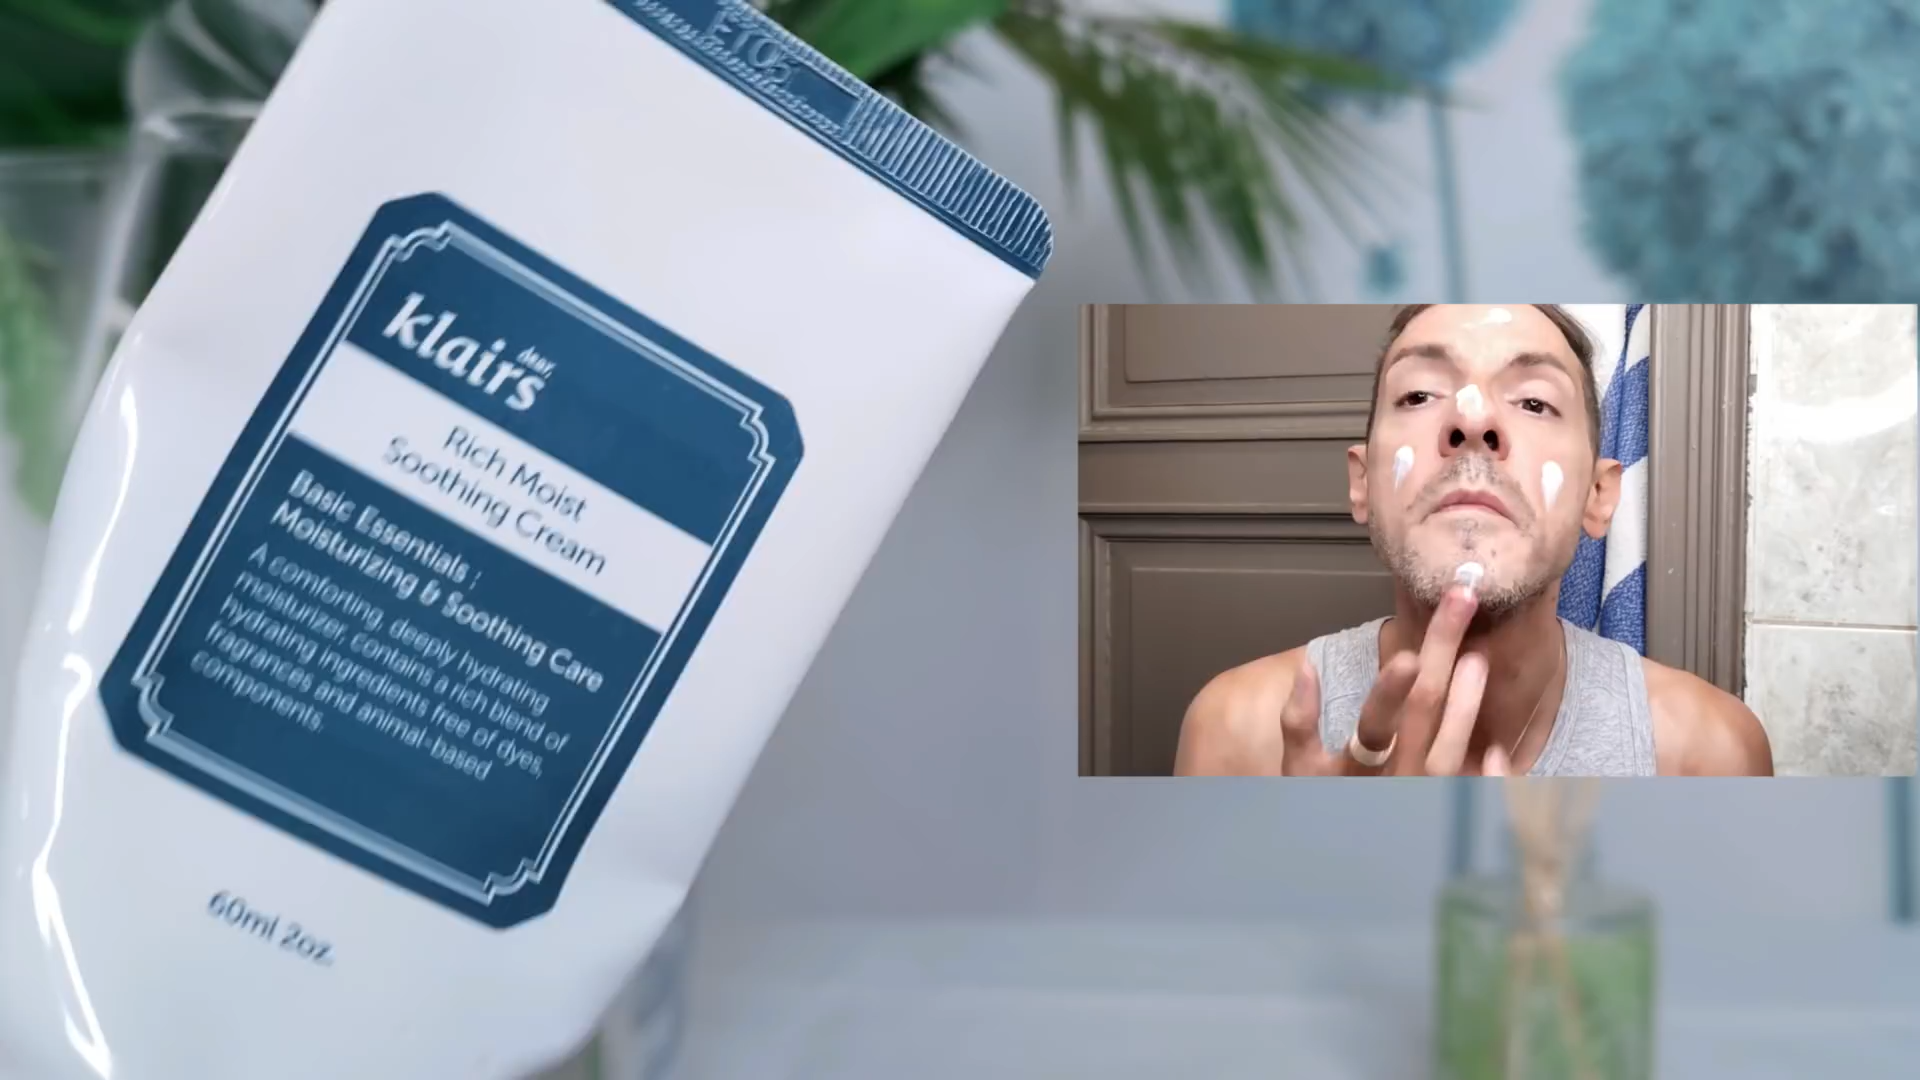 dear,
klairs
Rich Moist
Soothing Cream
Basic Essentials ;
Moisturizing & Soothing Care
A comforting, deeply hydrating
moisturizer, contains a rich blend of
hydrating ingredients free of dyes,
fragrances and animal-based
components.
60ml 2oz.